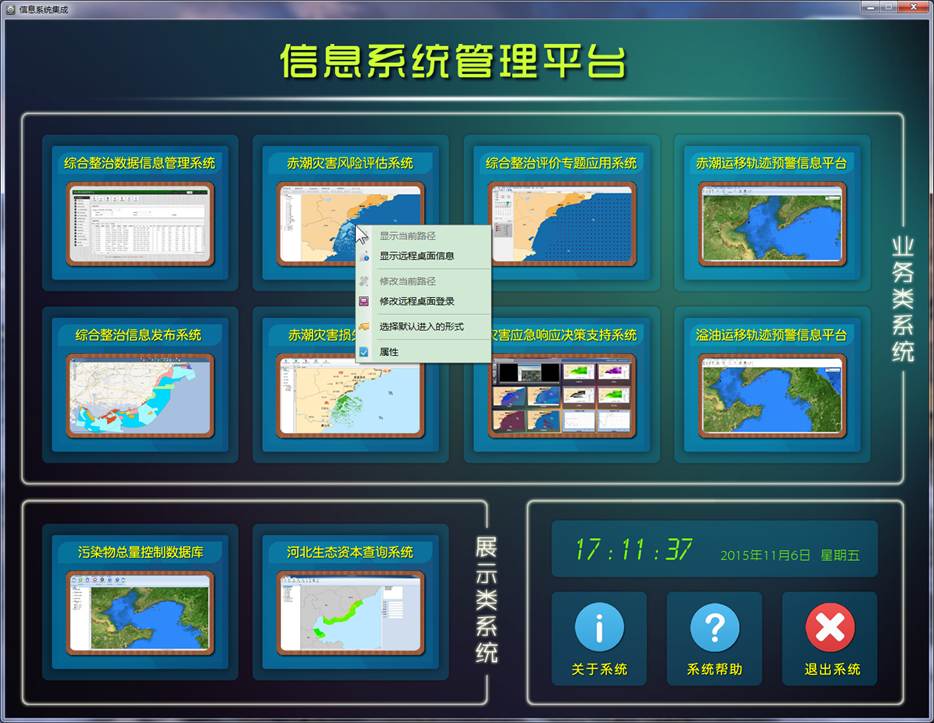 信息系统集成
信息系统管理平台
综合整治数据信息管理系统
赤潮灾害风险评估系统
综合整治评价专题应用系统
赤潮运移轨迹预警信息平台
显示当前路径
显示远程桌面信息
修改当前路径
修改远程桌面登录
选择默认进入的形式
属性
综合整治信息发布系统
赤潮灾害损
灾害应急响应决策支持系统
溢油运移轨迹预警信息平台
业务类系统
污染物总量控制数据库
河北生态资本查询系统
展示类系统
17:11:37
2015年11月6日 星期五
关于系统
系统帮助
退出系统